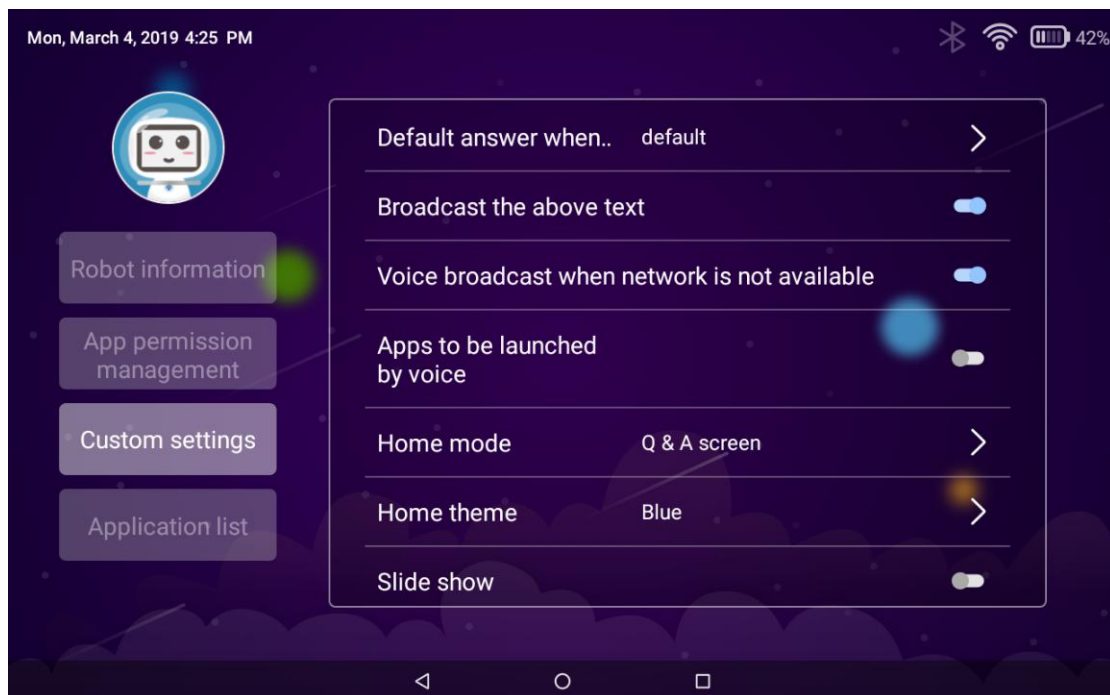 Mon, March 4, 2019 4:25 PM
42%
Robot information
App permission
management
Custom settings
Application list
Default answer when.. default
Broadcast the above text
Voice broadcast when network is not available
Apps to be launched
by voice
Home mode Q & A screen
Home theme Blue
Slide show